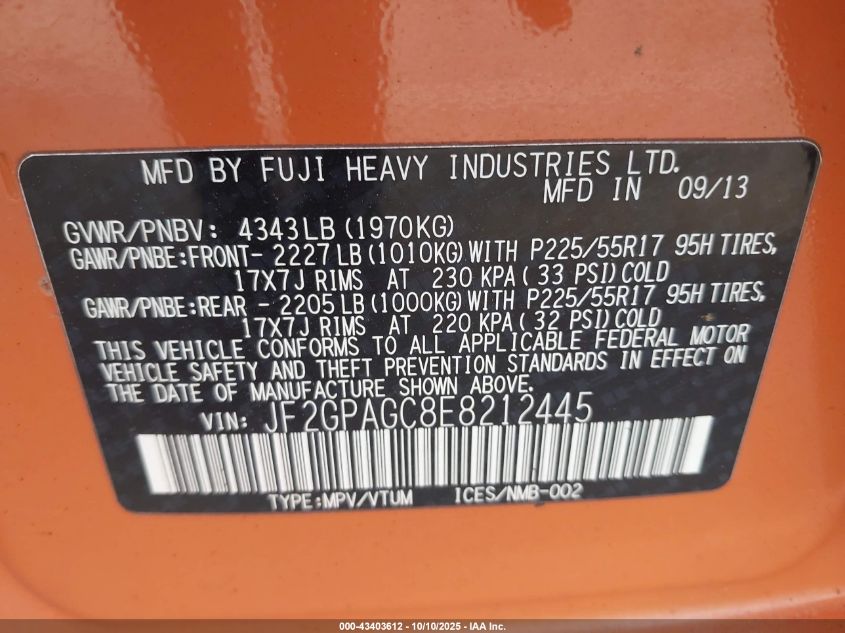 MFD BY FUJI HEAVY INDUSTRIES LTD.
MFD IN 09/13
GVWR/PNBV: 4343LB (1970KG)
GAWR/PNBE:FRONT- 2227 LB (1010KG) WITH P225/55R17 95H TIRES,
17X7J RIMS AT 230 KPA ( 33 PSI) COLD
GAWR/PNBE:REAR - 2205 LB (1000KG) WITH P225/55R17 95H TIRES,
17X7J RIMS AT 220 KPA ( 32 PSI) COLD
THIS VEHICLE CONFORMS TO ALL APPLICABLE FEDERAL MOTOR
VEHICLE SAFETY AND THEFT PREVENTION STANDARDS IN EFFECT ON
THE DATE OF MANUFACTURE SHOWN ABOVE.
VIN: JF2GPAGC8E8212445
TYPE:MPV/VTUM ICES/NMB-002
000-43403612 - 10/10/2025 - IAA Inc.